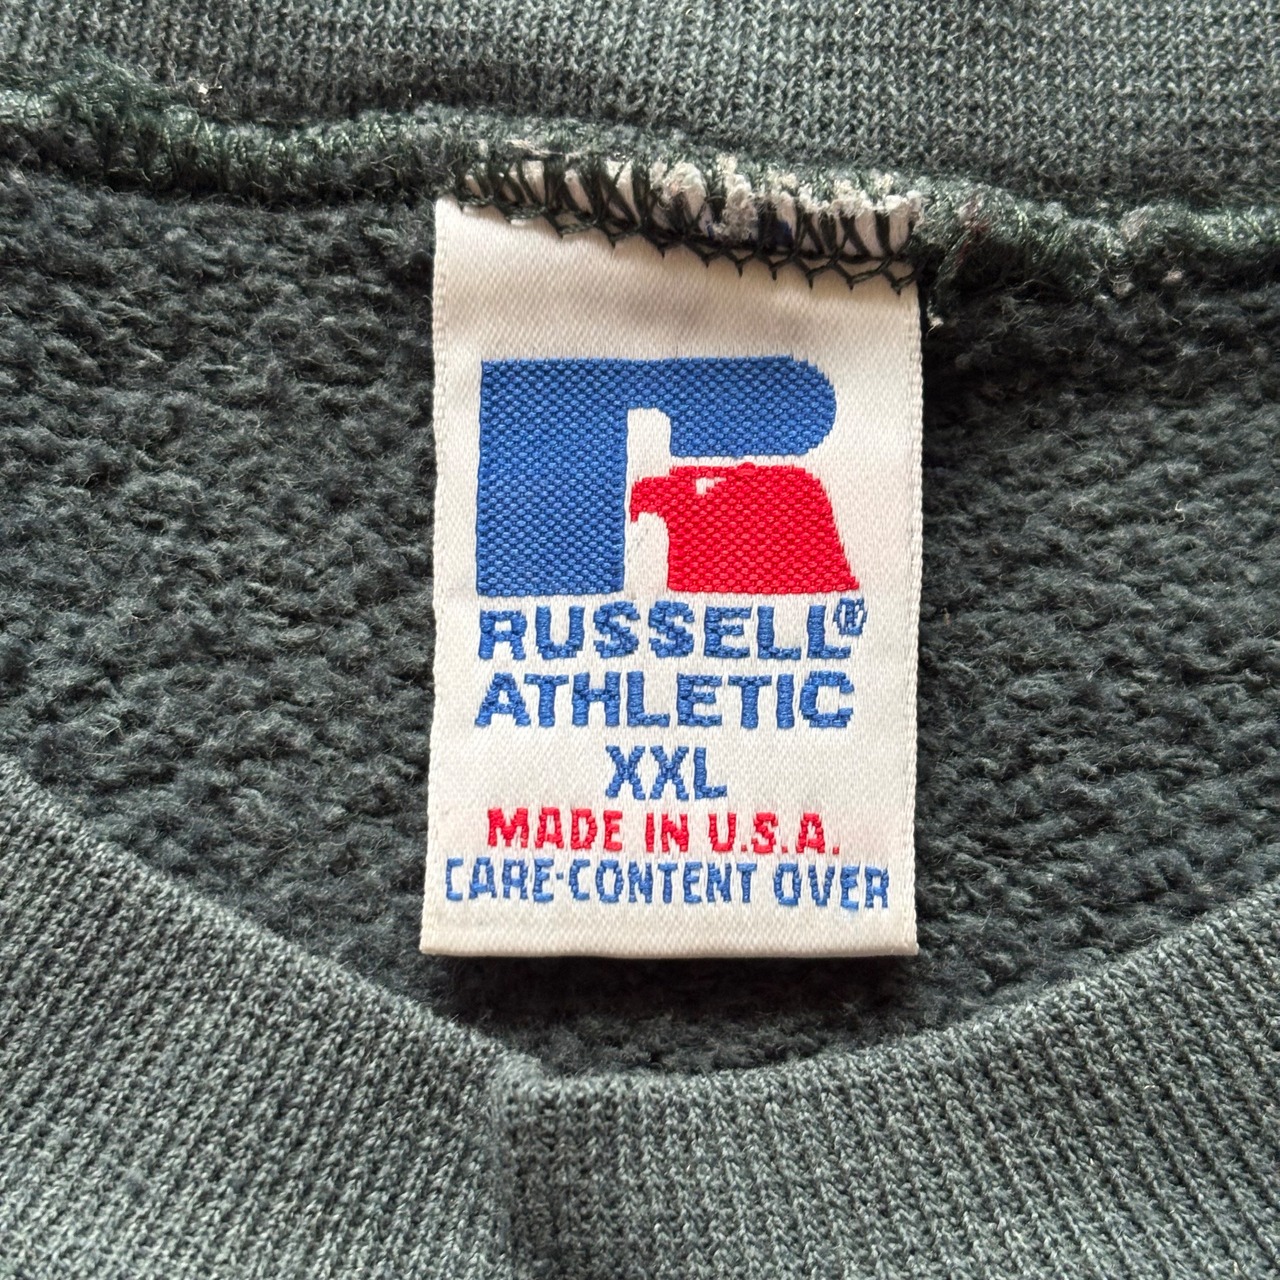 RUSSELL®
ATHLETIC
XXL
MADE IN U.S.A.
CARE-CONTENT OVER